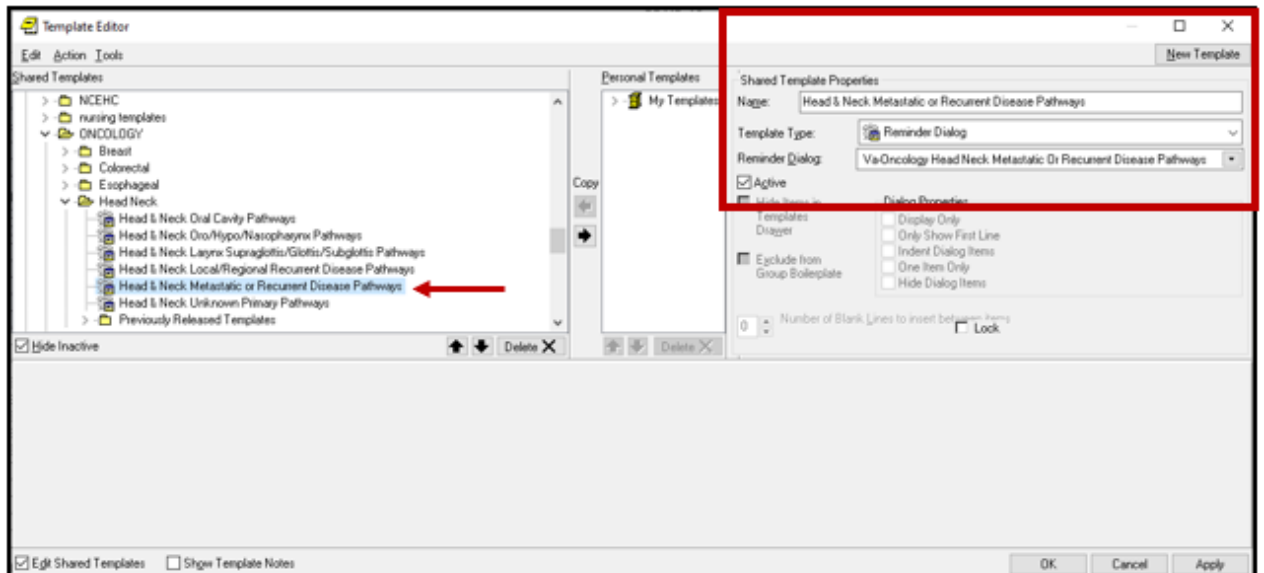 Template Editor
Edit Action Tools
New Template
Shared Templates
NCEHC
nursing templates
ONCOLOGY
Breast
Colorectal
Esophageal
Head Neck
Head & Neck Oral Cavity Pathways
Head & Neck Oro/Hypo/Nasopharynx Pathways
Head & Neck Larynx Supraglottis/Glottis/Subglottis Pathways
Head & Neck Local/Regional Recurrent Disease Pathways
Head & Neck Metastatic or Recurrent Disease Pathways
Head & Neck Unknown Primary Pathways
Previously Released Templates
Hide Inactive
Delete
Copy
Personal Templates
My Templates
Delete
Shared Template Properties
Name: Head & Neck Metastatic or Recurrent Disease Pathways
Template Type: Reminder Dialog
Reminder Dialog: Va-Oncology Head Neck Metastatic Or Recurrent Disease Pathways
Active
Hide Items in
Templates
Drawer
Exclude from
Group Boilerplate
Dialog Properties
Display Only
Only Show First Line
Indent Dialog Items
One Item Only
Hide Dialog Items
0 Number of Blank Lines to insert between items
Lock
Edit Shared Templates Show Template Notes
OK Cancel Apply